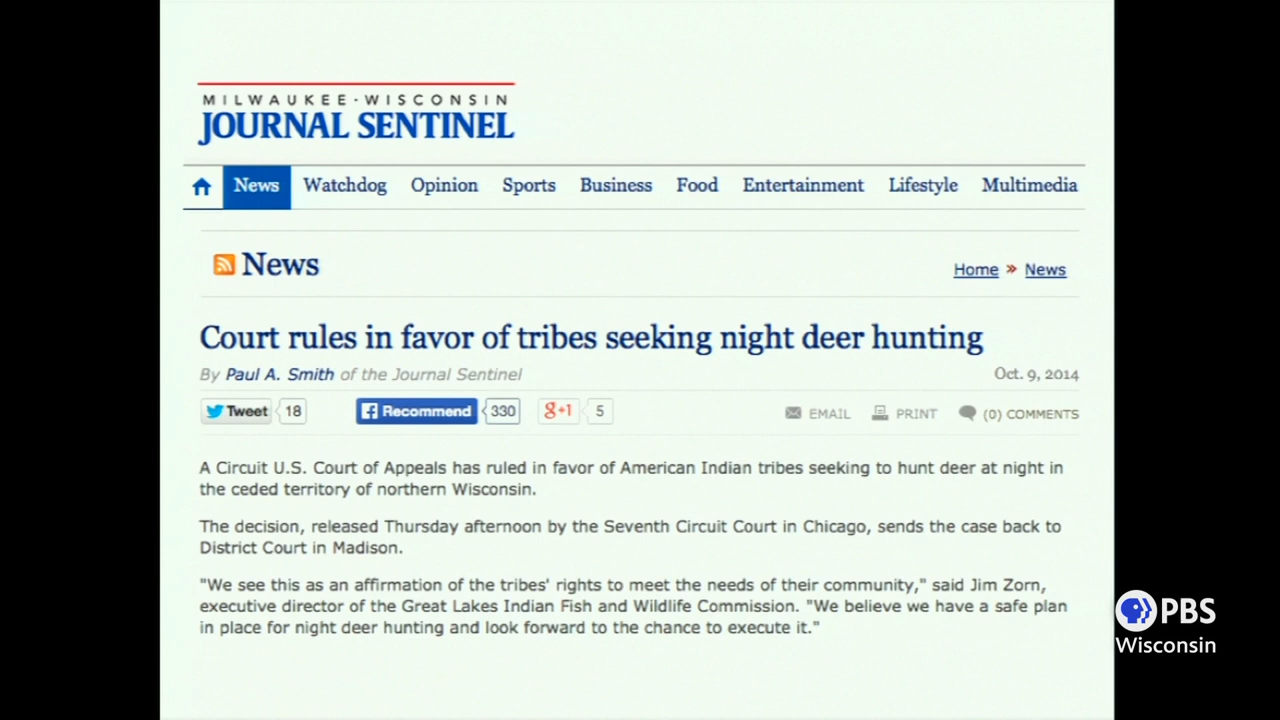 MILWAUKEE · WISCONSIN
JOURNAL SENTINEL
News Watchdog Opinion Sports Business Food Entertainment Lifestyle Multimedia
News
Home » News
Court rules in favor of tribes seeking night deer hunting
By Paul A. Smith of the Journal Sentinel
Oct. 9, 2014
Tweet 18 Recommend 330 g+1 5 EMAIL PRINT (0) COMMENTS
A Circuit U.S. Court of Appeals has ruled in favor of American Indian tribes seeking to hunt deer at night in
the ceded territory of northern Wisconsin.
The decision, released Thursday afternoon by the Seventh Circuit Court in Chicago, sends the case back to
District Court in Madison.
"We see this as an affirmation of the tribes' rights to meet the needs of their community," said Jim Zorn,
executive director of the Great Lakes Indian Fish and Wildlife Commission. "We believe we have a safe plan
in place for night deer hunting and look forward to the chance to execute it."
PBS
Wisconsin